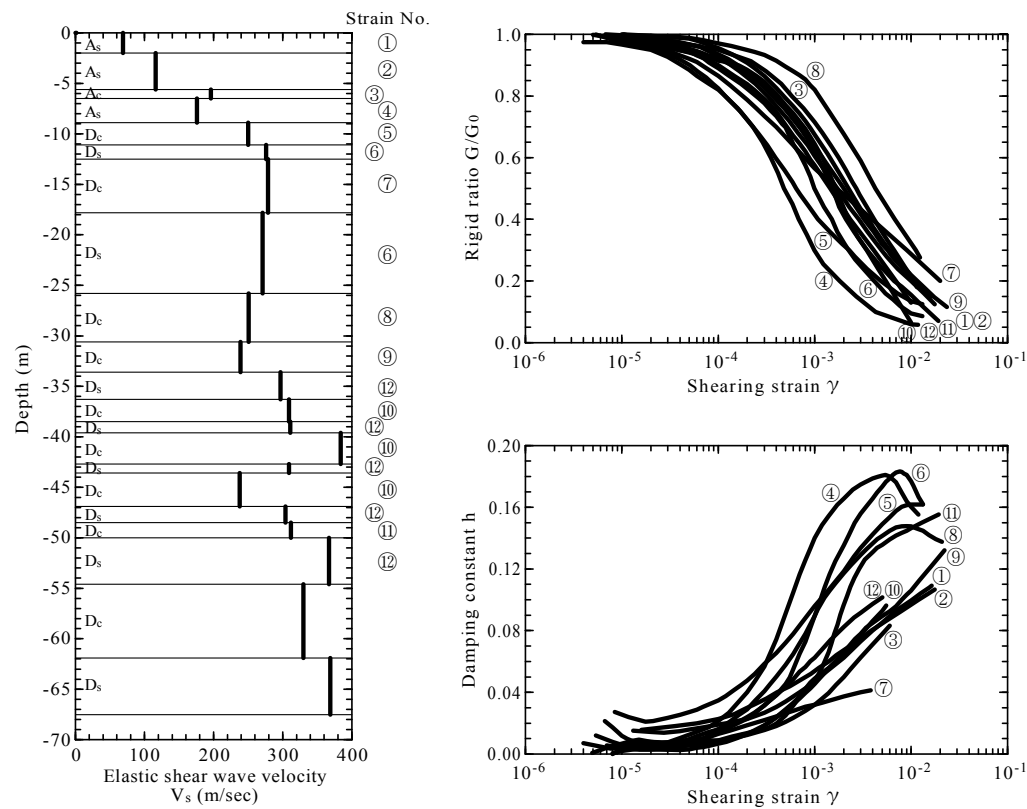 Strain No.
0
-5
-10
-15
-20
-25
-30
-35
-40
-45
-50
-55
-60
-65
-70
Depth (m)
As ①
As ②
Ac ③
As ④
Dc ⑤
Ds ⑥
Dc ⑦
Ds ⑥
Dc ⑧
Dc ⑨
Ds ⑫
Dc ⑩
Ds ⑫
Dc ⑩
Ds ⑫
Dc ⑩
Ds ⑫
Dc ⑪
Ds ⑫
Dc
Ds
0 100 200 300 400
Elastic shear wave velocity
Vs (m/sec)
1.0
0.8
0.6
0.4
0.2
0.0
Rigid ratio G/G0
⑧
③
⑤
④
⑥
⑦
⑨
⑩ ⑫ ⑪ ① ②
10⁻⁶ 10⁻⁵ 10⁻⁴ 10⁻³ 10⁻² 10⁻¹
Shearing strain γ
0.20
0.16
0.12
0.08
0.04
0.00
Damping constant h
④
⑥
⑤
⑪
⑧
⑨
⑫ ⑩
①
②
③
⑦
10⁻⁶ 10⁻⁵ 10⁻⁴ 10⁻³ 10⁻² 10⁻¹
Shearing strain γ